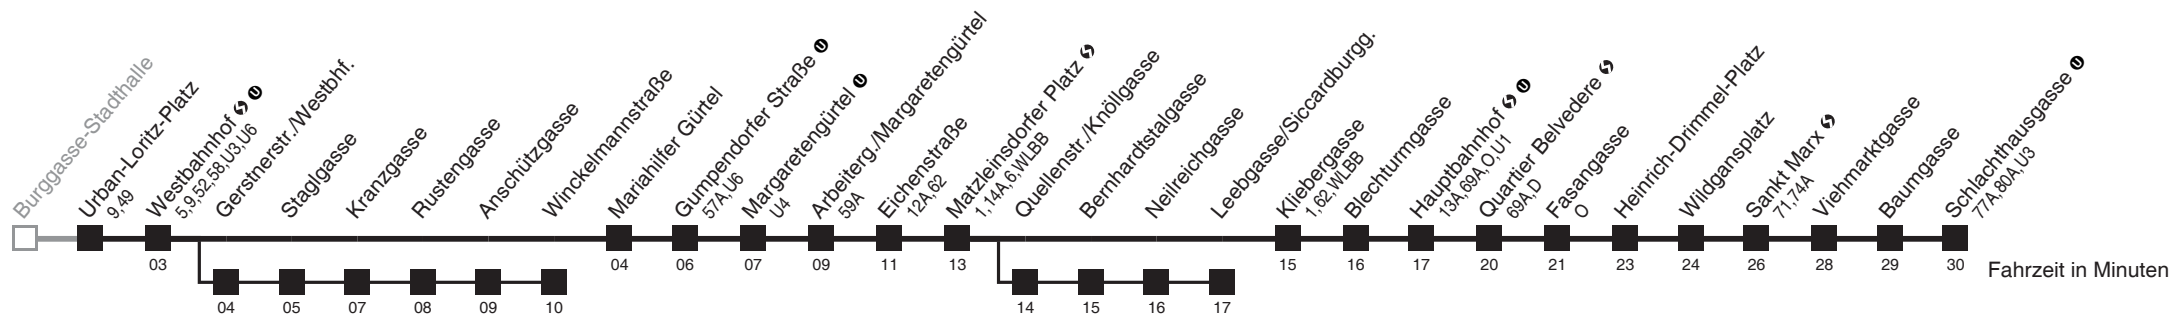 Burggasse-Stadthalle
Urban-Loritz-Platz
9, 49
Westbahnhof
5,9,52,58,U3,U6
Gerstnerstr./Westbhf.
Staglgasse
Kranzgasse
Rustengasse
Anschützgasse
Winckelmannstraße
Mariahilfer Gürtel
Gumpendorfer Straße U
57A, U6
Margaretengürtel U
U4
Arbeiterg./Margaretengürtel
59A
Eichenstraße
12A,62
Matzleinsdorfer Platz
1,14A,6,WLBB
Quellenstr./Knöllgasse
Bernhardtstalgasse
Neilreichgasse
Leebgasse/Siccardburgg.
Kliebergasse
1,62,WLBB
Blechturmgasse
Hauptbahnhof U
13A,69A,O,U1
Quartier Belvedere
69A,D
Fasangasse
O
Heinrich-Drimmel-Platz
Wildgansplatz
Sankt Marx
71,74A
Viehmarktgasse
Baumgasse
Schlachthausgasse U
77A,80A,U3
03 04 06 07 09 11 13 15 16 17 20 21 23 24 26 28 29 30
Fahrzeit in Minuten
04 05 07 08 09 10 14 15 16 17